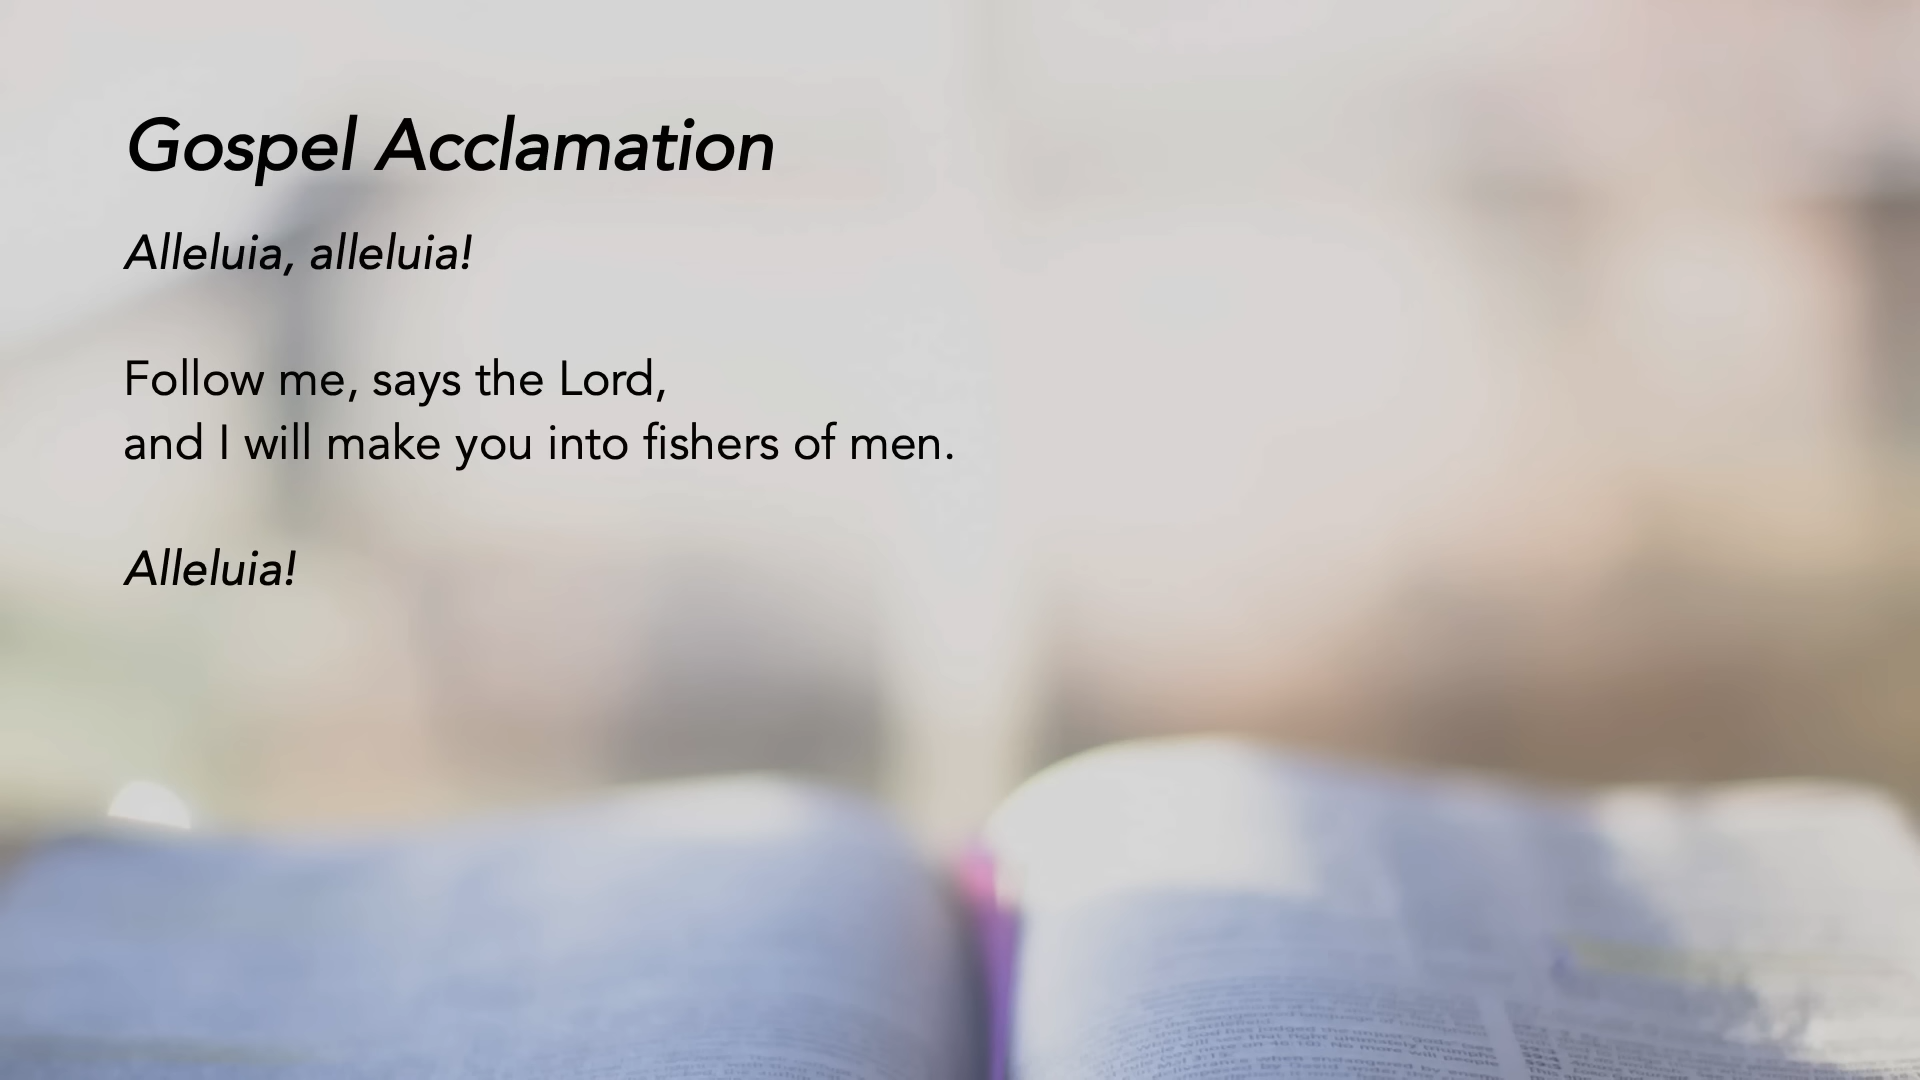 Gospel Acclamation
Alleluia, alleluia!
Follow me, says the Lord,
and I will make you into fishers of men.
Alleluia!